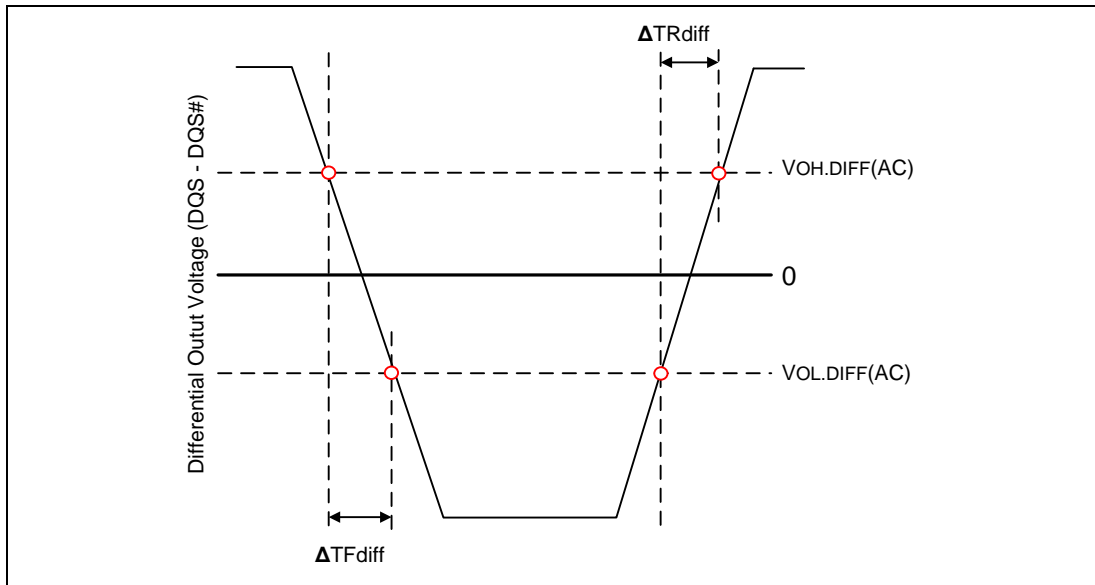 ΔTRdiff
Differential Outut Voltage (DQS - DQS#)
VOH.DIFF(AC)
0
VOL.DIFF(AC)
ΔTFdiff